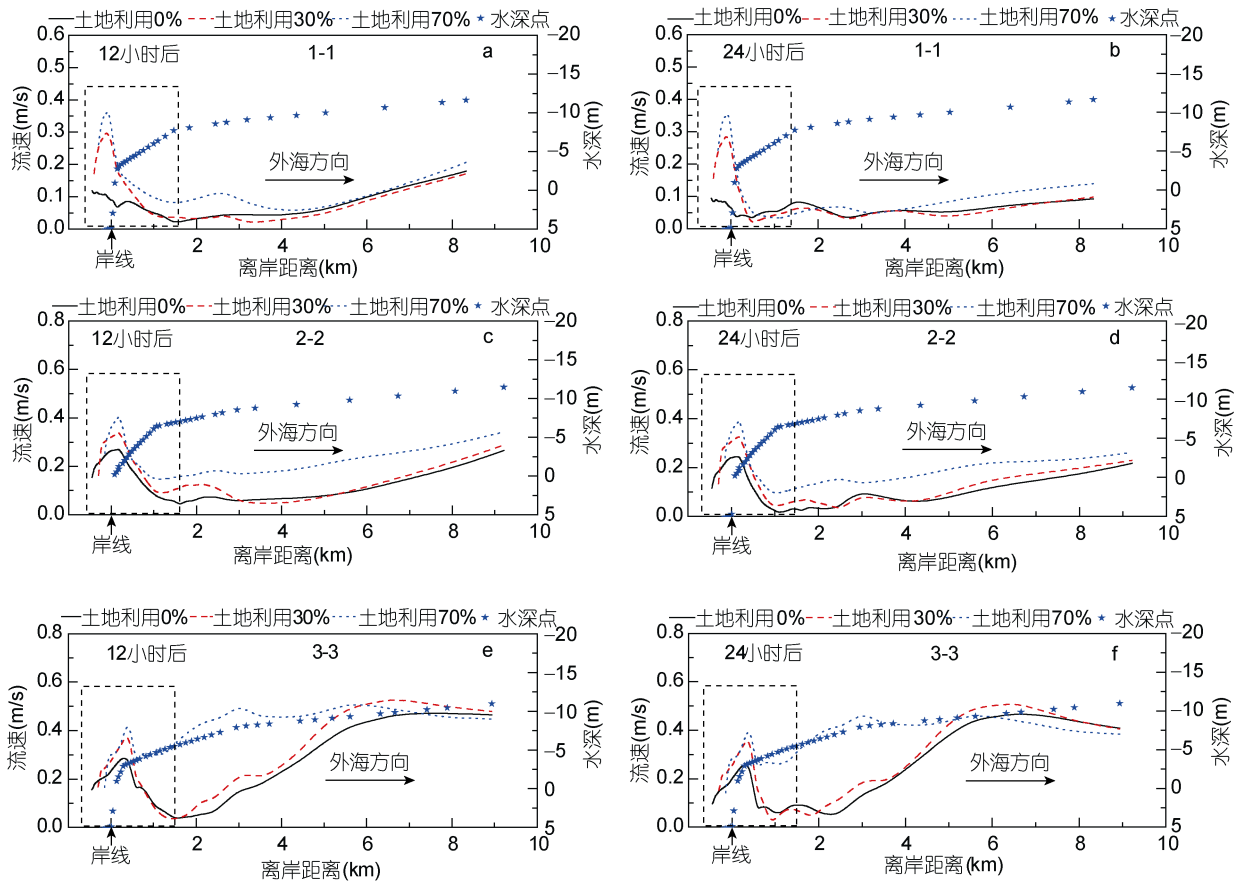 土地利用0% 土地利用30% 土地利用70% 水深点
12小时后 1-1 a
外海方向
0.6 0.5 0.4 0.3 0.2 0.1 0.0
流速(m/s)
-20 -15 -10 -5 0 5
水深(m)
2 4 6 8 10
岸线
离岸距离(km)
土地利用0% 土地利用30% 土地利用70% 水深点
24小时后 1-1 b
外海方向
0.6 0.5 0.4 0.3 0.2 0.1 0.0
流速(m/s)
-20 -15 -10 -5 0 5
水深(m)
2 4 6 8 10
岸线
离岸距离(km)
土地利用0% 土地利用30% 土地利用70% 水深点
12小时后 2-2 c
外海方向
0.8 0.6 0.4 0.2 0.0
流速(m/s)
-20 -15 -10 -5 0 5
水深(m)
2 4 6 8 10
岸线
离岸距离(km)
土地利用0% 土地利用30% 土地利用70% 水深点
24小时后 2-2 d
外海方向
0.8 0.6 0.4 0.2 0.0
流速(m/s)
-20 -15 -10 -5 0 5
水深(m)
2 4 6 8 10
岸线
离岸距离(km)
土地利用0% 土地利用30% 土地利用70% 水深点
12小时后 3-3 e
外海方向
0.8 0.6 0.4 0.2 0.0
流速(m/s)
-20 -15 -10 -5 0 5
水深(m)
2 4 6 8 10
岸线
离岸距离(km)
土地利用0% 土地利用30% 土地利用70% 水深点
24小时后 3-3 f
外海方向
0.8 0.6 0.4 0.2 0.0
流速(m/s)
-20 -15 -10 -5 0 5
水深(m)
2 4 6 8 10
岸线
离岸距离(km)